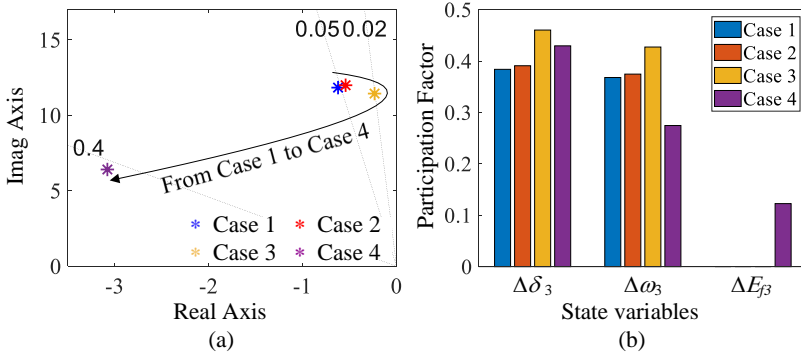 0.05 0.02
15
10
5
0
0.4
Imag Axis
From Case 1 to Case 4
* Case 1
* Case 2
* Case 3
* Case 4
-3 -2 -1 0
Real Axis
(a)
0.5
0.4
0.3
0.2
0.1
0
Participation Factor
Case 1
Case 2
Case 3
Case 4
Δδ3 Δω3 ΔEf3
State variables
(b)